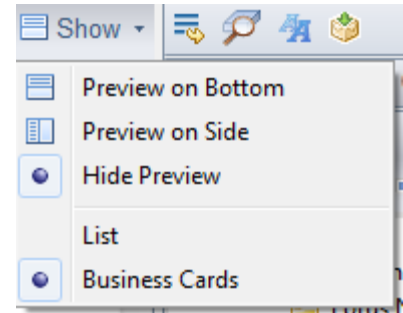 Show
Preview on Bottom
Preview on Side
Hide Preview
List
Business Cards